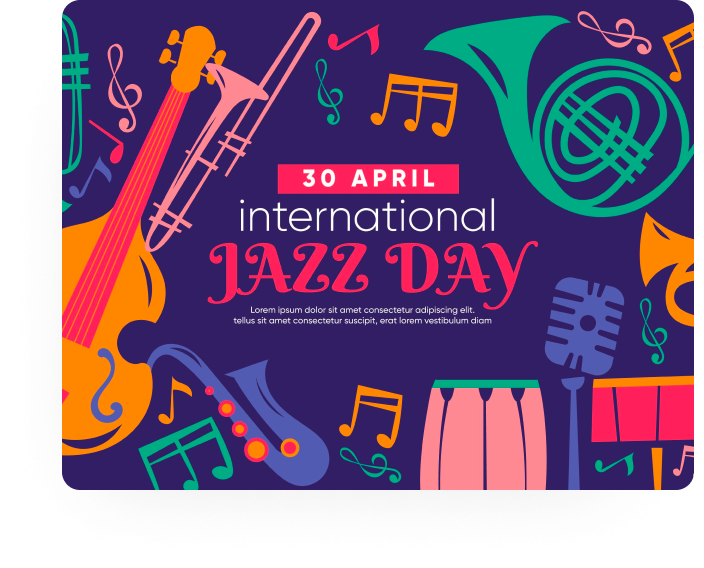 30 APRIL
international
JAZZ DAY
Lorem ipsum dolor sit amet consectetur adipiscing elit.
tellus sit amet consectetur suscipit, erat lorem vestibulum diam